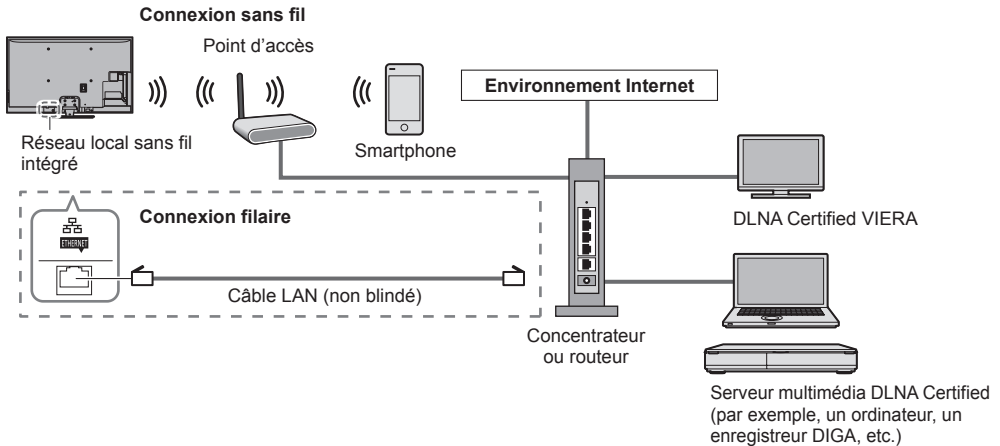 Connexion sans fil
Point d'accès
Environnement Internet
Réseau local sans fil
intégré
Smartphone
DLNA Certified VIERA
Connexion filaire
ETHERNET
Câble LAN (non blindé)
Concentrateur
ou routeur
Serveur multimédia DLNA Certified
(par exemple, un ordinateur, un
enregistreur DIGA, etc.)